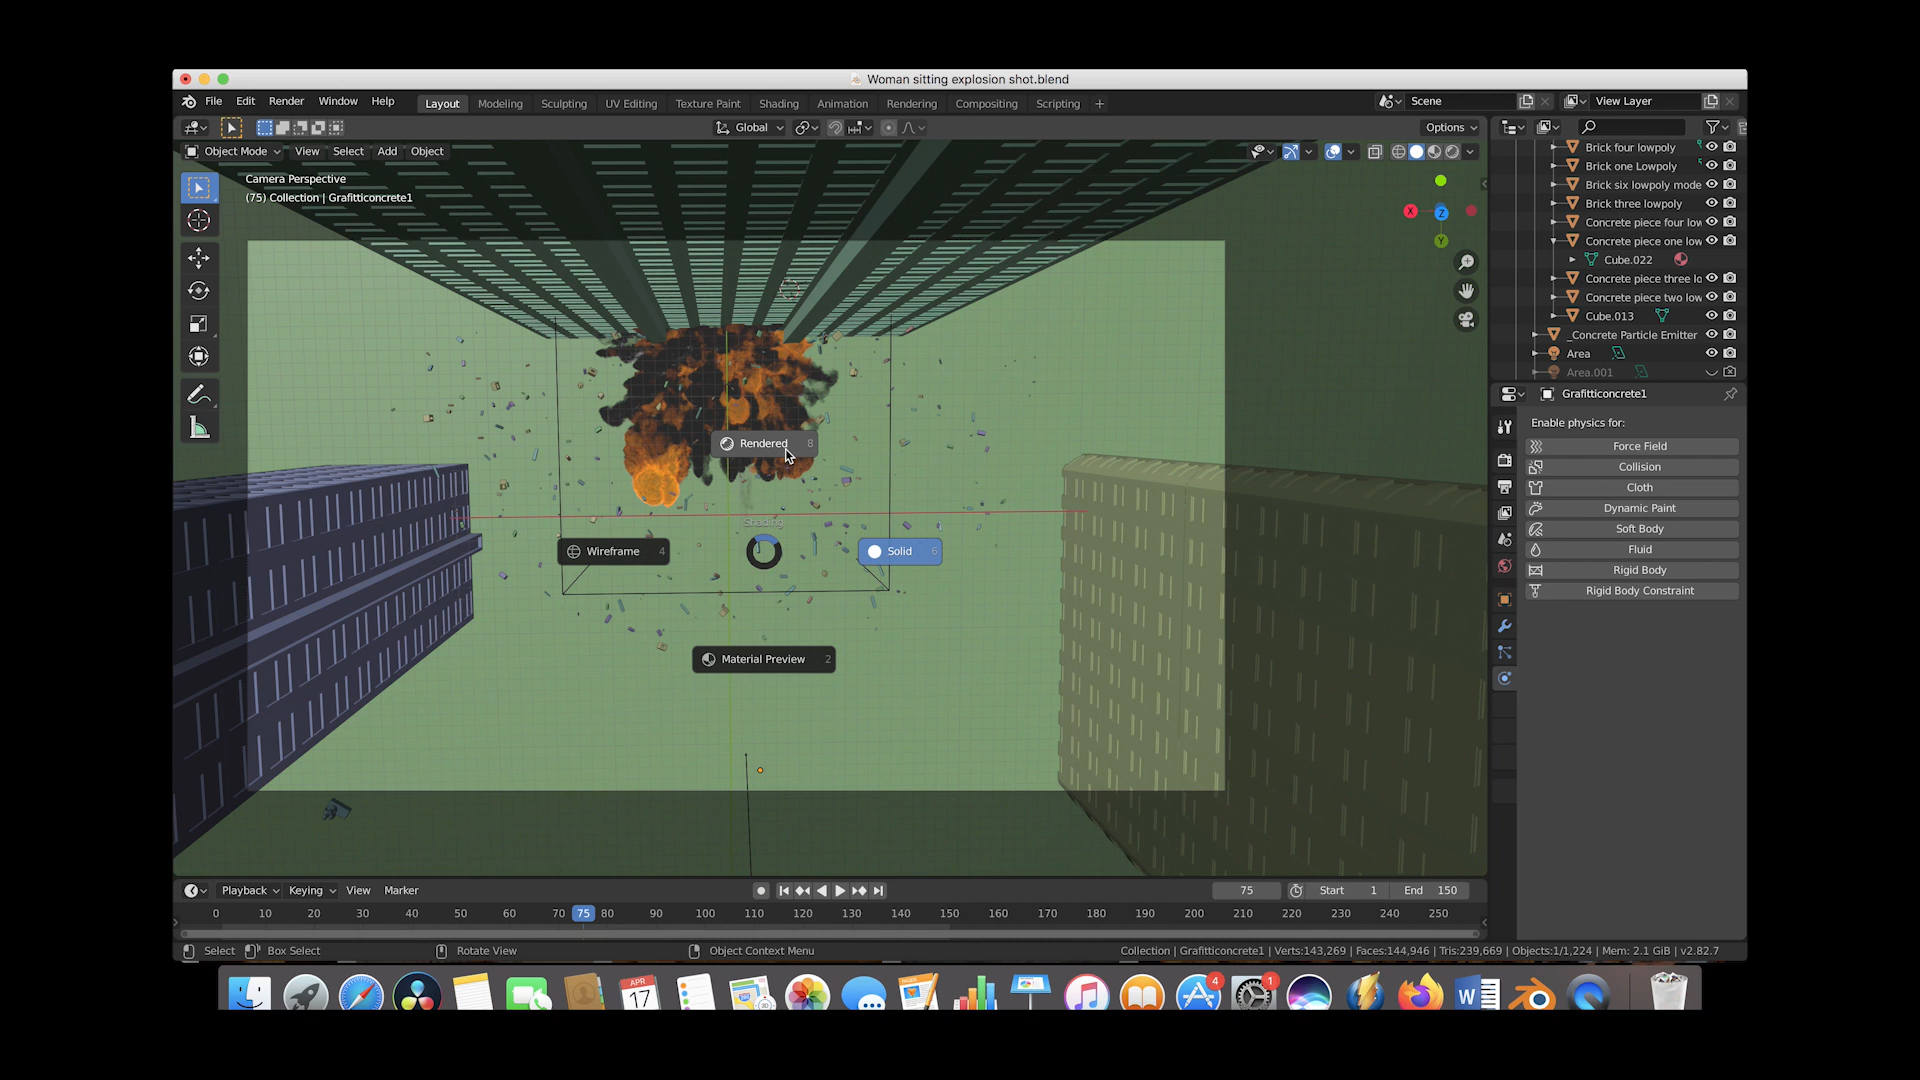 Woman sitting explosion shot.blend
File Edit Render Window Help Layout Modeling Sculpting UV Editing Texture Paint Shading Animation Rendering Compositing Scripting + Scene View Layer
Global Options
Object Mode View Select Add Object
Camera Perspective
(75) Collection | Grafitticoncrete1
X Z Y
Brick four lowpoly
Brick one Lowpoly
Brick six lowpoly mode
Brick three lowpoly
Concrete piece four low
Concrete piece one low
Cube.022
Concrete piece three lo
Concrete piece two low
Cube.013
_Concrete Particle Emitter
Area
Area.001
Grafitticoncrete1
Enable physics for:
Force Field
Collision
Cloth
Dynamic Paint
Soft Body
Fluid
Rigid Body
Rigid Body Constraint
Rendered 8
Shading
Wireframe 4
Solid 6
Material Preview 2
Playback Keying View Marker 75 Start 1 End 150
0 10 20 30 40 50 60 70 75 80 90 100 110 120 130 140 150 160 170 180 190 200 210 220 230 240 250
Select Box Select Rotate View Object Context Menu Collection | Grafitticoncrete1 | Verts:143,269 | Faces:144,946 | Tris:239,669 | Objects:1/1,224 | Mem: 2.1 GiB | v2.82.7
APR
17
4
1
W